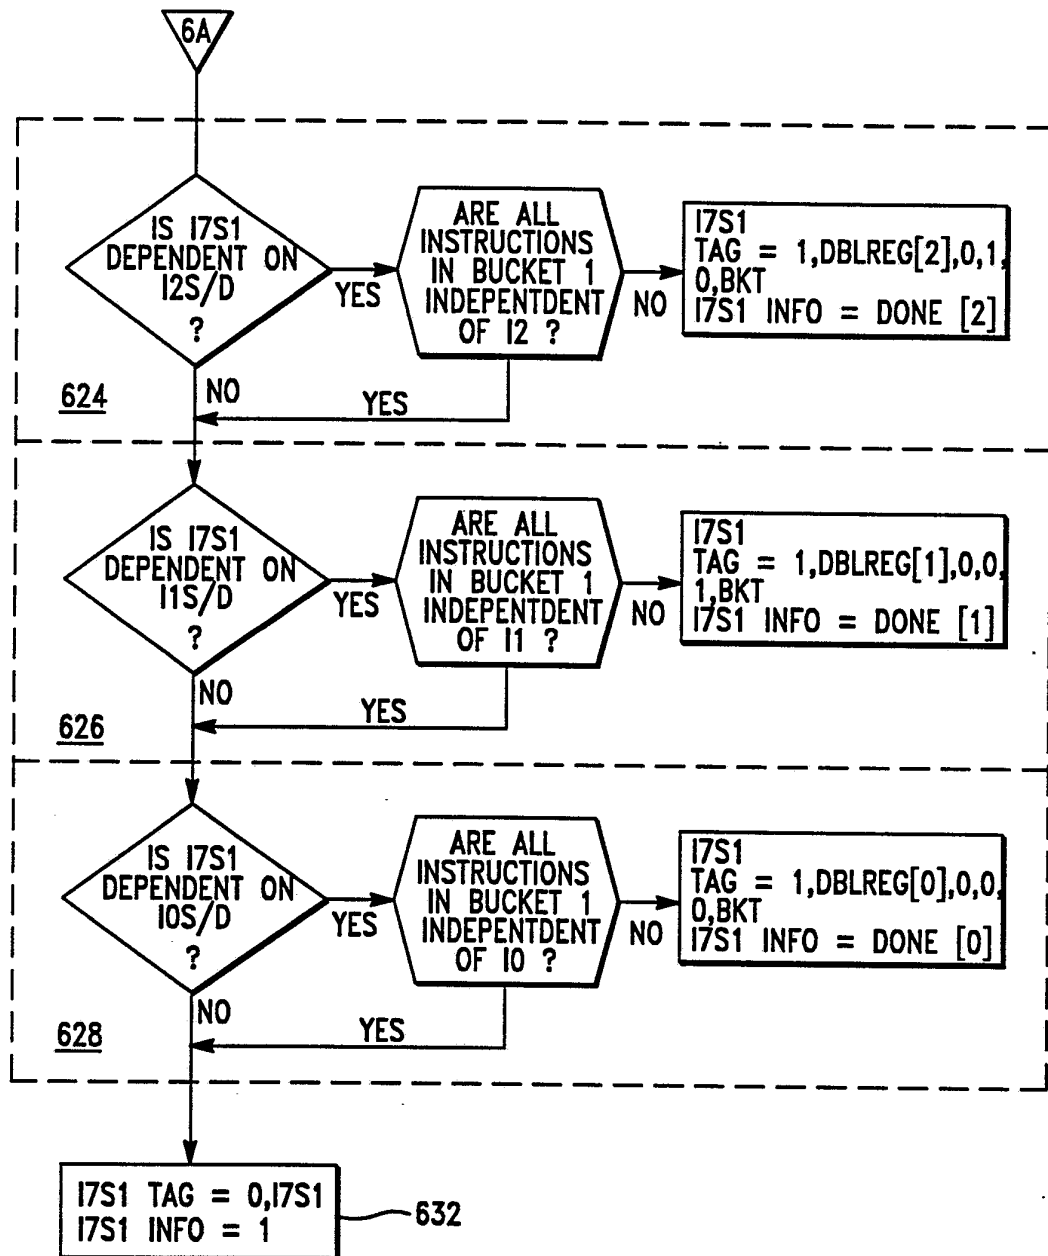 6A
IS I7S1
DEPENDENT ON
I2S/D
?
YES
NO
ARE ALL
INSTRUCTIONS
IN BUCKET 1
INDEPENTDENT
OF I2 ?
NO
YES
I7S1
TAG = 1,DBLREG[2],0,1,
0,BKT
I7S1 INFO = DONE [2]
624
IS I7S1
DEPENDENT ON
I1S/D
?
YES
NO
ARE ALL
INSTRUCTIONS
IN BUCKET 1
INDEPENTDENT
OF I1 ?
NO
YES
I7S1
TAG = 1,DBLREG[1],0,0,
1,BKT
I7S1 INFO = DONE [1]
626
IS I7S1
DEPENDENT ON
I0S/D
?
YES
NO
ARE ALL
INSTRUCTIONS
IN BUCKET 1
INDEPENTDENT
OF I0 ?
NO
YES
I7S1
TAG = 1,DBLREG[0],0,0,
0,BKT
I7S1 INFO = DONE [0]
628
I7S1 TAG = 0,I7S1
I7S1 INFO = 1
632